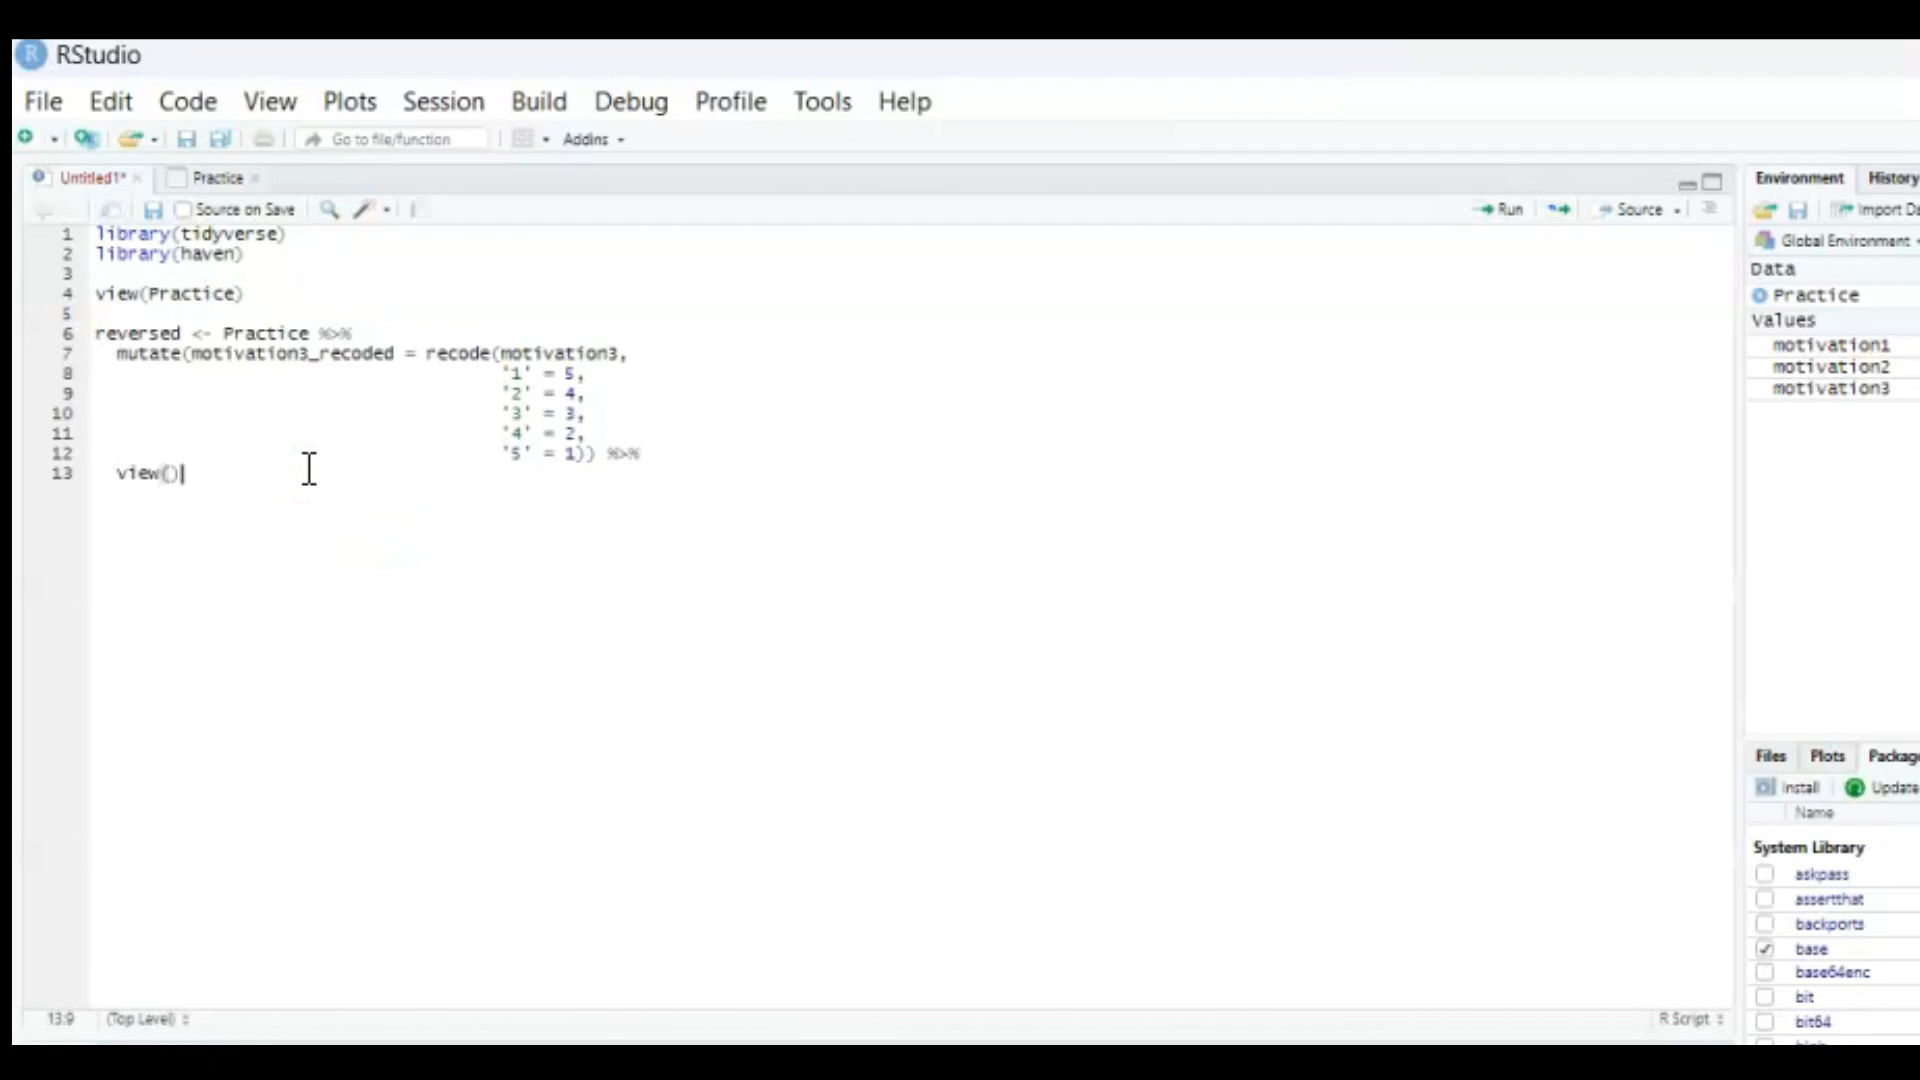 RStudio
File Edit Code View Plots Session Build Debug Profile Tools Help
Go to file/function Addins
Untitled1* Practice
Source on Save Run Source
1 library(tidyverse)
2 library(haven)
3
4 view(Practice)
5
6 reversed <- Practice %>%
7 mutate(motivation3_recoded = recode(motivation3,
8 '1' = 5,
9 '2' = 4,
10 '3' = 3,
11 '4' = 2,
12 '5' = 1)) %>%
13 view()
13:9 (Top Level) R Script
Environment History
Import Da
Global Environment
Data
Practice
Values
motivation1
motivation2
motivation3
Files Plots Package
Install Update
Name
System Library
askpass
assertthat
backports
base
base64enc
bit
bit64